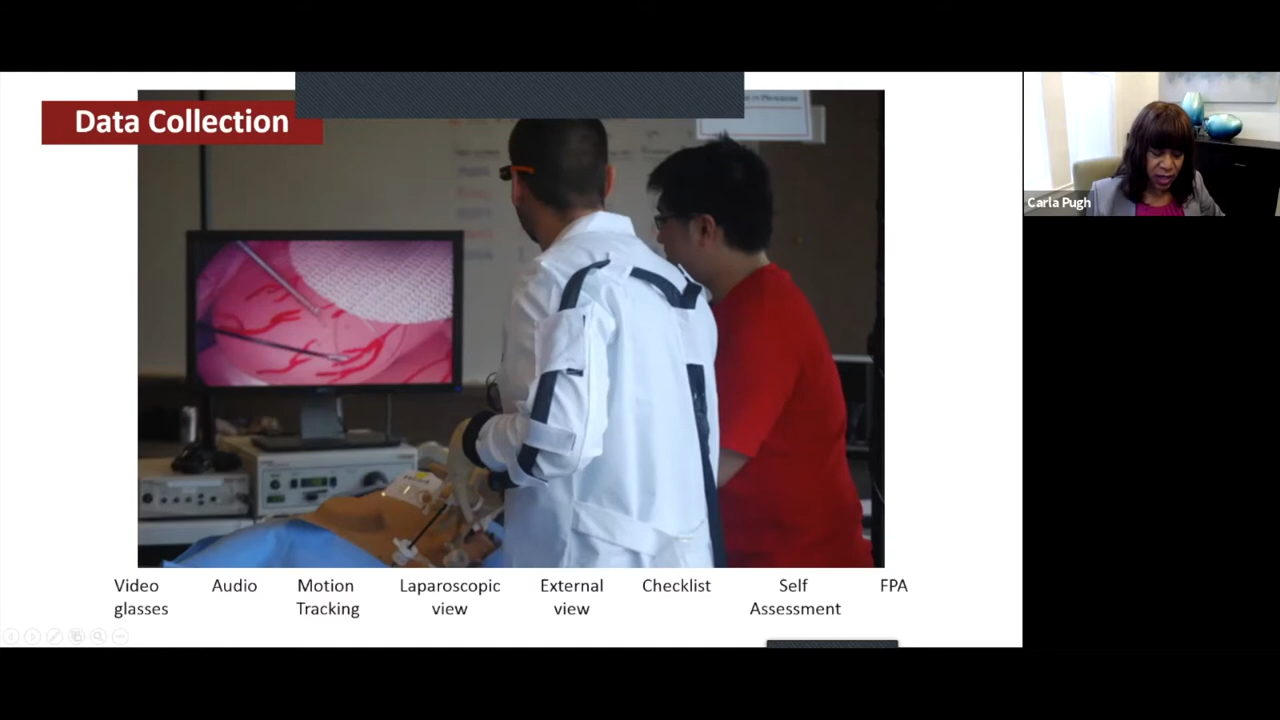 Data Collection
Carla Pugh
Video glasses
Audio
Motion Tracking
Laparoscopic view
External view
Checklist
Self Assessment
FPA